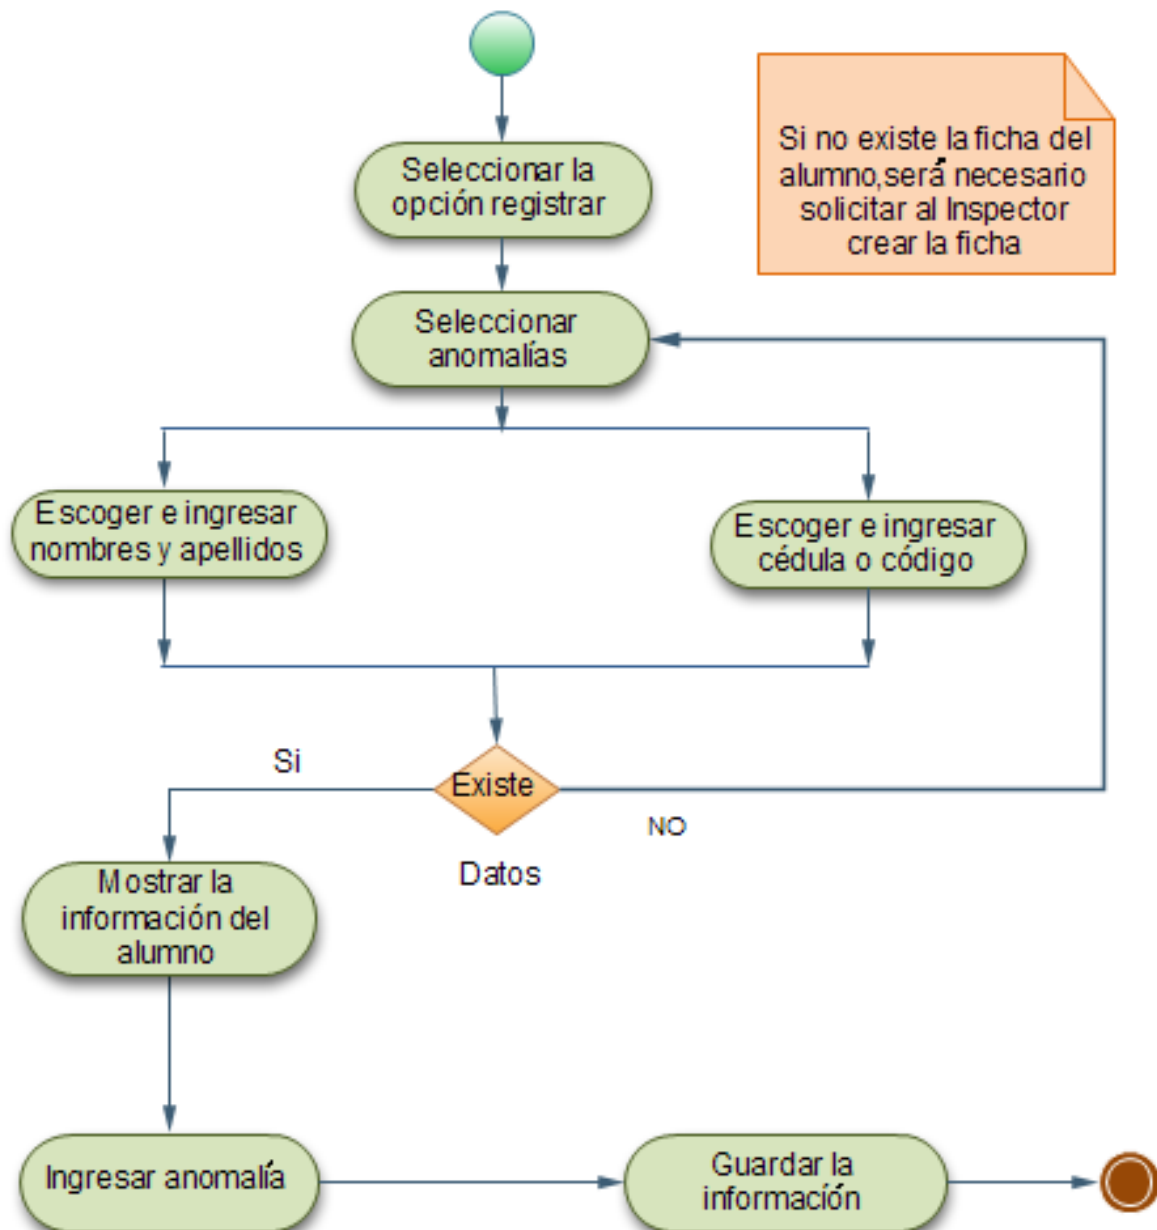 Seleccionar la
opción registrar
Si no existe la ficha del
alumno,será necesario
solicitar al Inspector
crear la ficha
Seleccionar
anomalías
Escoger e ingresar
nombres y apellidos
Escoger e ingresar
cédula o código
Si
Existe
NO
Datos
Mostrar la
información del
alumno
Ingresar anomalía
Guardar la
información